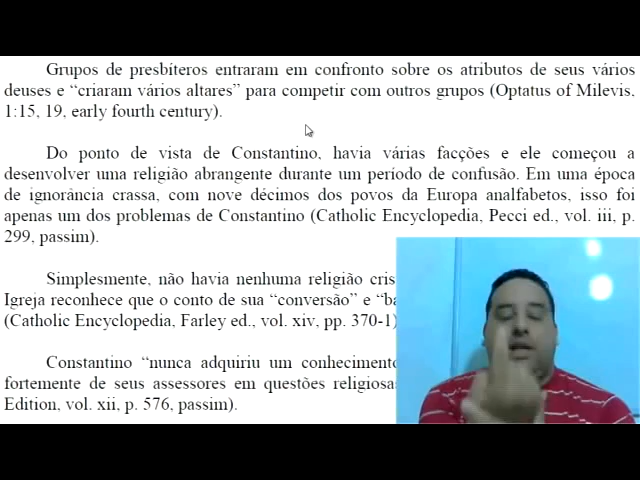 Grupos de presbíteros entraram em confronto sobre os atributos de seus vários
deuses e “criaram vários altares” para competir com outros grupos (Optatus of Milevis,
1:15, 19, early fourth century).
Do ponto de vista de Constantino, havia várias facções e ele começou a
desenvolver uma religião abrangente durante um período de confusão. Em uma época
de ignorância crassa, com nove décimos dos povos da Europa analfabetos, isso foi
apenas um dos problemas de Constantino (Catholic Encyclopedia, Pecci ed., vol. iii, p.
299, passim).
Simplesmente, não havia nenhuma religião cris
Igreja reconhece que o conto de sua “conversão” e “ba
(Catholic Encyclopedia, Farley ed., vol. xiv, pp. 370-1)
Constantino “nunca adquiriu um conhecimento
fortemente de seus assessores em questões religiosas
Edition, vol. xii, p. 576, passim).